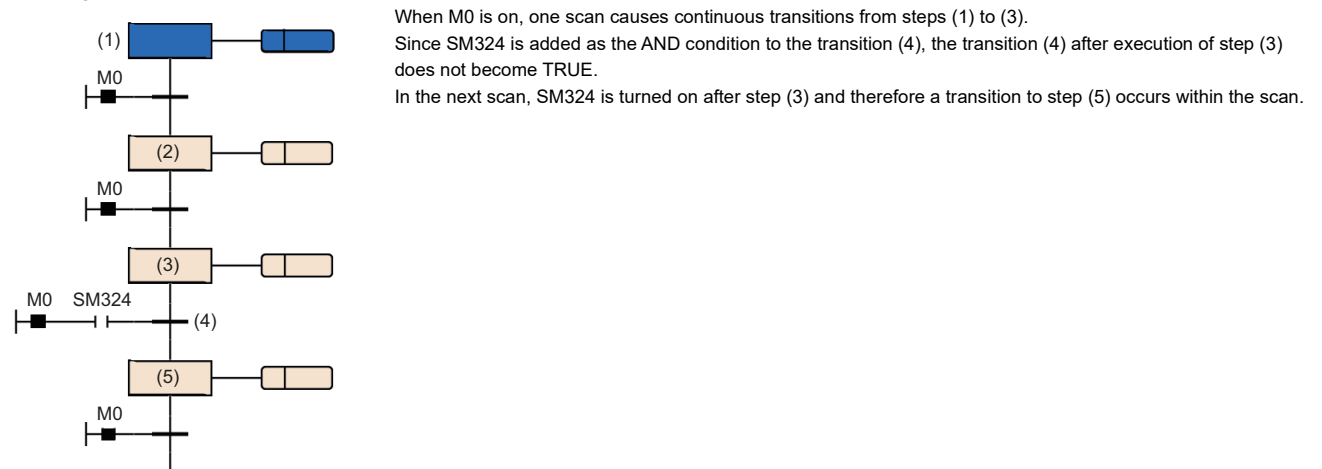 When M0 is on, one scan causes continuous transitions from steps (1) to (3).
Since SM324 is added as the AND condition to the transition (4), the transition (4) after execution of step (3)
does not become TRUE.
In the next scan, SM324 is turned on after step (3) and therefore a transition to step (5) occurs within the scan.
(1)
M0
(2)
M0
(3)
M0 SM324
(4)
(5)
M0